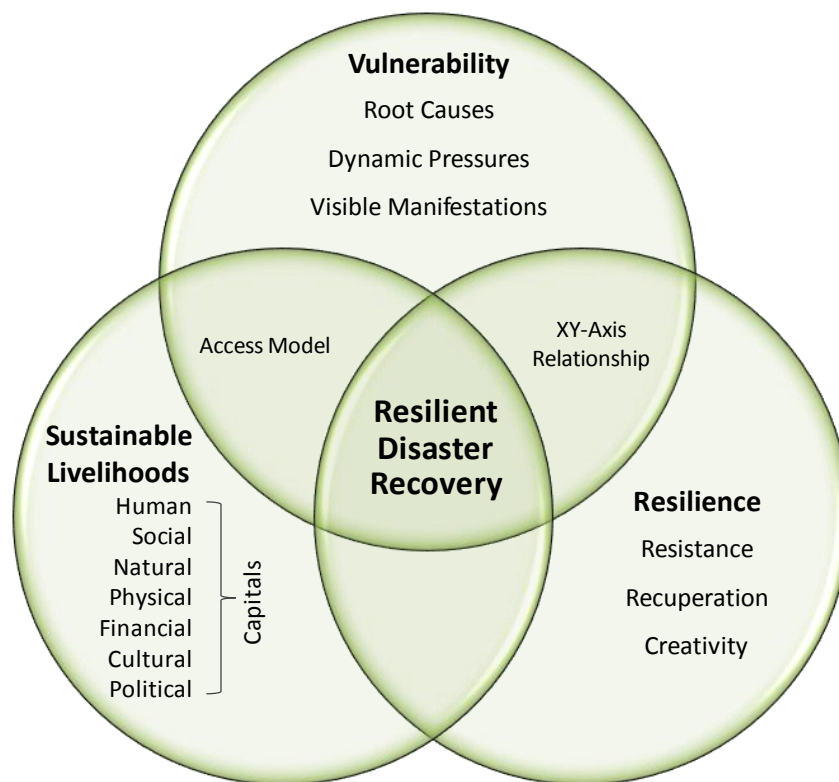 Vulnerability
Root Causes
Dynamic Pressures
Visible Manifestations
Access Model
XY-Axis
Relationship
Resilient
Disaster
Recovery
Sustainable
Livelihoods
Human
Social
Natural
Physical
Financial
Cultural
Political
Capitals
Resilience
Resistance
Recuperation
Creativity